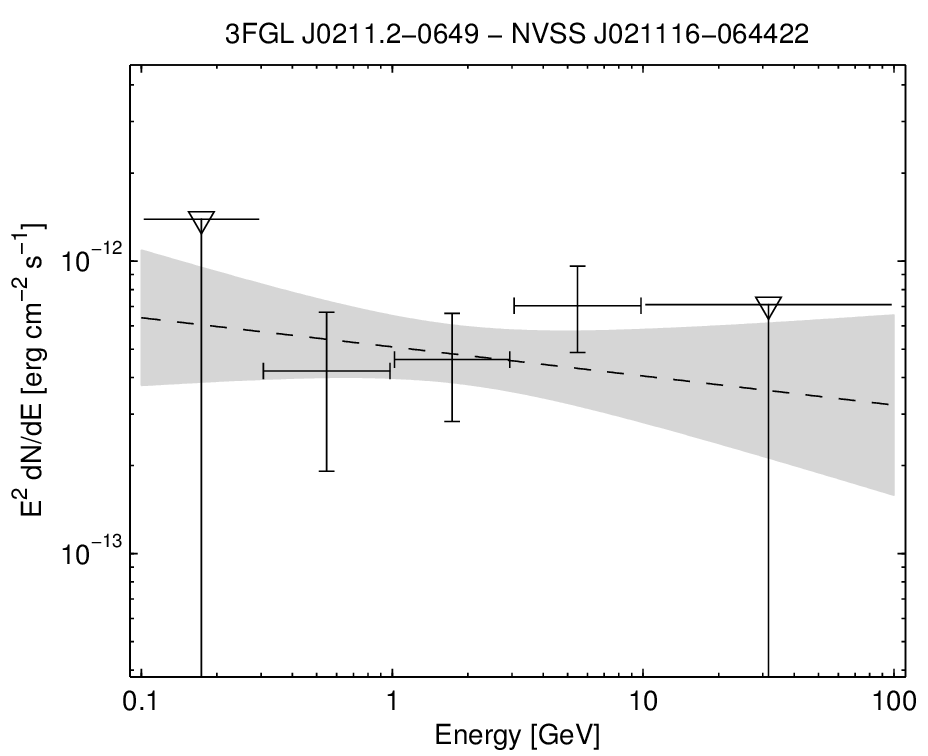 3FGL J0211.2−0649 − NVSS J021116−064422
E² dN/dE [erg cm⁻² s⁻¹]
10⁻¹²
10⁻¹³
0.1 1 10 100
Energy [GeV]